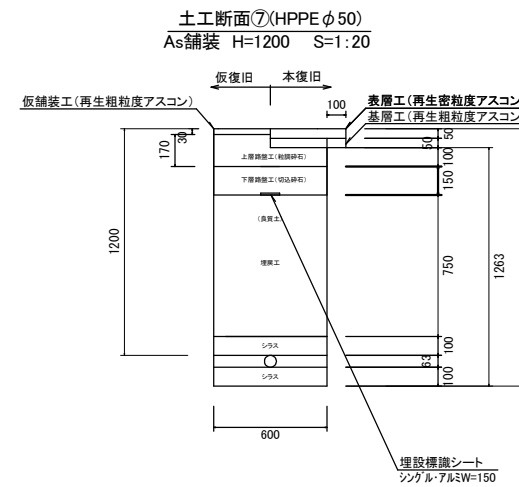 土工断面⑦(HPPEφ50)
As舗装 H=1200 S=1:20
仮復旧
本復旧
仮舗装工(再生粗粒度アスコン)
100
表層工(再生密粒度アスコン
基層工(再生粗粒度アスコン
30
170
1200
上層路盤工(粒調砕石)
下層路盤工(切込砕石)
(良質土)
埋戻工
シラス
シラス
50
50
100
150
750
100
63
100
1263
600
埋設標識シート
シングル・アルミW=150